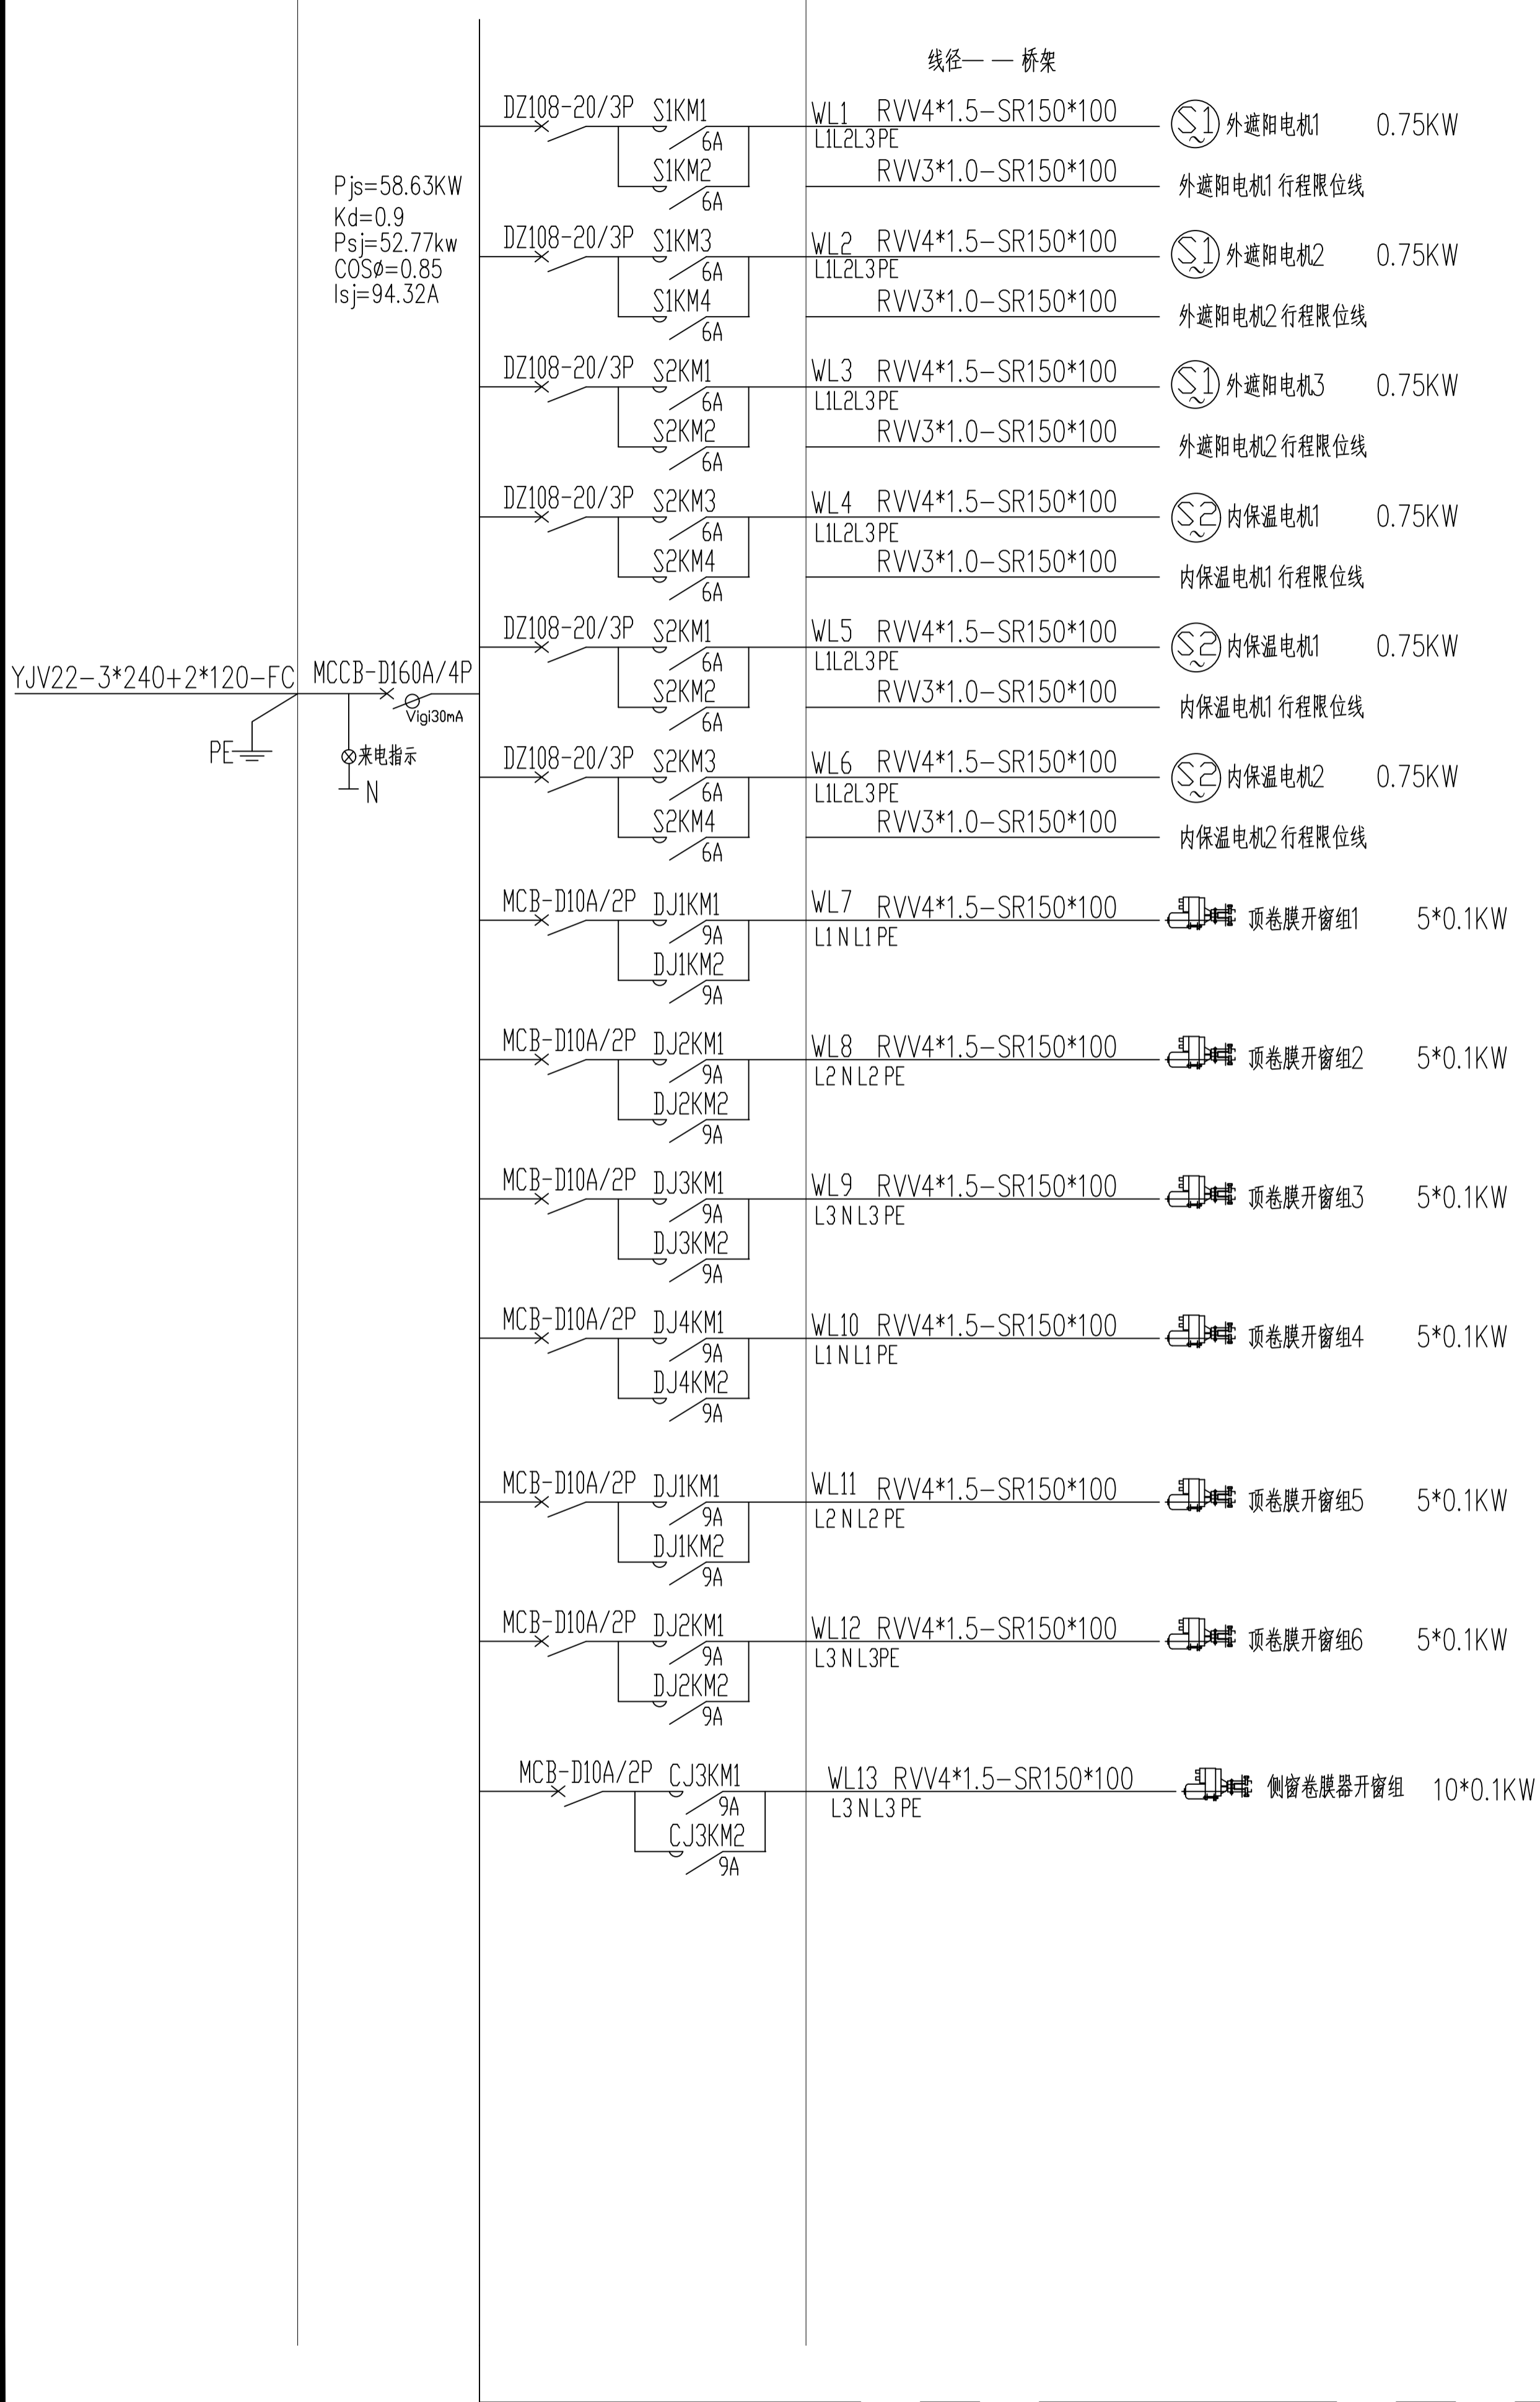 线径— — 桥架
DZ108-20/3P S1KM1 WL1 RVV4*1.5-SR150*100 S1 外遮阳电机1 0.75KW
6A L1L2L3PE
S1KM2 RVV3*1.0-SR150*100 外遮阳电机1行程限位线
6A
Pjs=58.63KW
Kd=0.9
Psj=52.77kw
COSø=0.85
Isj=94.32A
DZ108-20/3P S1KM3 WL2 RVV4*1.5-SR150*100 S1 外遮阳电机2 0.75KW
6A L1L2L3PE
S1KM4 RVV3*1.0-SR150*100 外遮阳电机2行程限位线
6A
DZ108-20/3P S2KM1 WL3 RVV4*1.5-SR150*100 S1 外遮阳电机3 0.75KW
6A L1L2L3PE
S2KM2 RVV3*1.0-SR150*100 外遮阳电机2行程限位线
6A
DZ108-20/3P S2KM3 WL4 RVV4*1.5-SR150*100 S2 内保温电机1 0.75KW
6A L1L2L3PE
S2KM4 RVV3*1.0-SR150*100 内保温电机1行程限位线
6A
DZ108-20/3P S2KM1 WL5 RVV4*1.5-SR150*100 S2 内保温电机1 0.75KW
6A L1L2L3PE
S2KM2 RVV3*1.0-SR150*100 内保温电机1行程限位线
6A
YJV22-3*240+2*120-FC MCCB-D160A/4P
Vigi30mA
PE 来电指示
N
DZ108-20/3P S2KM3 WL6 RVV4*1.5-SR150*100 S2 内保温电机2 0.75KW
6A L1L2L3PE
S2KM4 RVV3*1.0-SR150*100 内保温电机2行程限位线
6A
MCB-D10A/2P DJ1KM1 WL7 RVV4*1.5-SR150*100 顶卷膜开窗组1 5*0.1KW
9A L1 N L1 PE
DJ1KM2
9A
MCB-D10A/2P DJ2KM1 WL8 RVV4*1.5-SR150*100 顶卷膜开窗组2 5*0.1KW
9A L2 N L2 PE
DJ2KM2
9A
MCB-D10A/2P DJ3KM1 WL9 RVV4*1.5-SR150*100 顶卷膜开窗组3 5*0.1KW
9A L3 N L3 PE
DJ3KM2
9A
MCB-D10A/2P DJ4KM1 WL10 RVV4*1.5-SR150*100 顶卷膜开窗组4 5*0.1KW
9A L1 N L1 PE
DJ4KM2
9A
MCB-D10A/2P DJ1KM1 WL11 RVV4*1.5-SR150*100 顶卷膜开窗组5 5*0.1KW
9A L2 N L2 PE
DJ1KM2
9A
MCB-D10A/2P DJ2KM1 WL12 RVV4*1.5-SR150*100 顶卷膜开窗组6 5*0.1KW
9A L3 N L3PE
DJ2KM2
9A
MCB-D10A/2P CJ3KM1 WL13 RVV4*1.5-SR150*100 侧窗卷膜器开窗组 10*0.1KW
9A L3 N L3 PE
CJ3KM2
9A